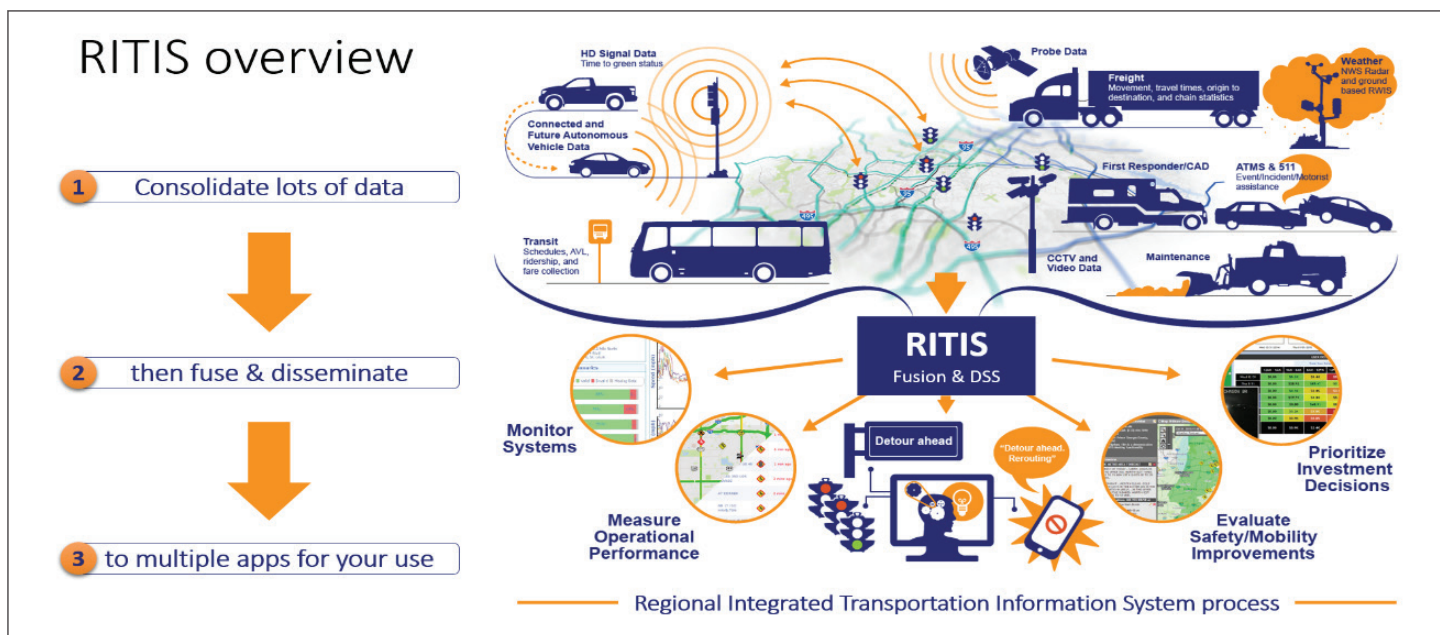 RITIS overview
1 Consolidate lots of data
2 then fuse & disseminate
3 to multiple apps for your use
HD Signal Data
Time to green status
Connected and
Future Autonomous
Vehicle Data
Transit
Schedules, AVL,
ridership, and
fare collection
Probe Data
Freight
Movement, travel times, origin to
destination, and chain statistics
Weather
NWS Radar
and ground
based RWIS
First Responder/CAD
ATMS & 511
Event/Incident/Motorist
assistance
CCTV and
Video Data
Maintenance
95
95
495
495
RITIS
Fusion & DSS
Monitor
Systems
Measure
Operational
Performance
Detour ahead
"Detour ahead.
Rerouting"
Evaluate
Safety/Mobility
Improvements
Prioritize
Investment
Decisions
Regional Integrated Transportation Information System process